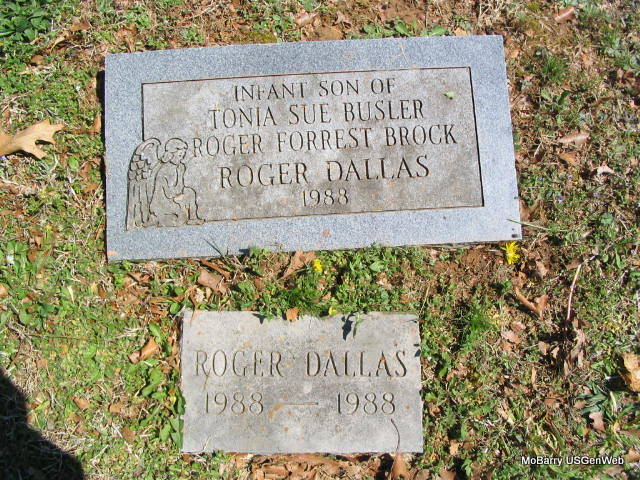 INFANT SON OF
TONIA SUE BUSLER
ROGER FORREST BROCK
ROGER DALLAS
1988
ROGER DALLAS
1988 — 1988
MoBarry USGenWeb